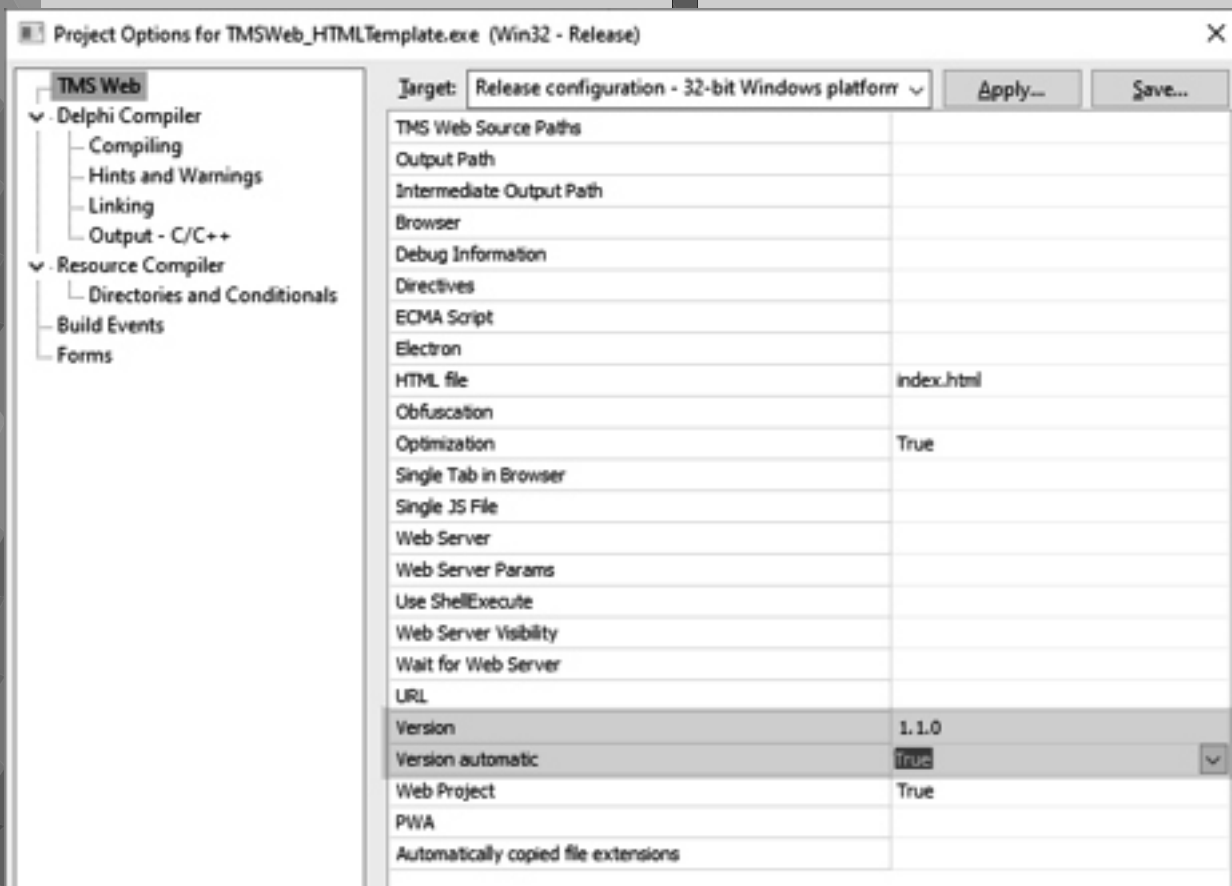 Project Options for TMSWeb_HTMLTemplate.exe (Win32 - Release)
TMS Web
Delphi Compiler
Compiling
Hints and Warnings
Linking
Output - C/C++
Resource Compiler
Directories and Conditionals
Build Events
Forms
Target: Release configuration - 32-bit Windows platform Apply... Save...
TMS Web Source Paths
Output Path
Intermediate Output Path
Browser
Debug Information
Directives
ECMA Script
Electron
HTML file index.html
Obfuscation
Optimization True
Single Tab in Browser
Single JS File
Web Server
Web Server Params
Use ShellExecute
Web Server Visibility
Wait for Web Server
URL
Version 1.1.0
Version automatic True
Web Project True
PWA
Automatically copied file extensions